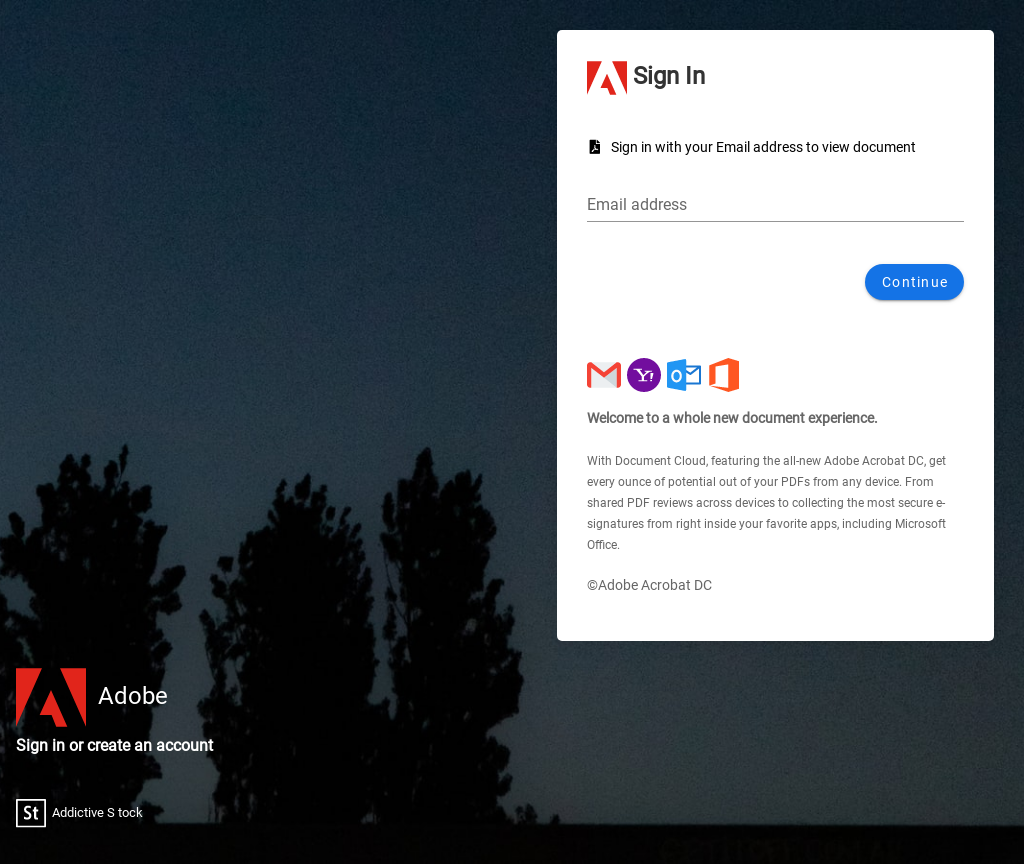 Sign In
Sign in with your Email address to view document
Email address
Continue
Welcome to a whole new document experience.
With Document Cloud, featuring the all-new Adobe Acrobat DC, get
every ounce of potential out of your PDFs from any device. From
shared PDF reviews across devices to collecting the most secure e-
signatures from right inside your favorite apps, including Microsoft
Office.
©Adobe Acrobat DC
Adobe
Sign in or create an account
St Addictive S tock